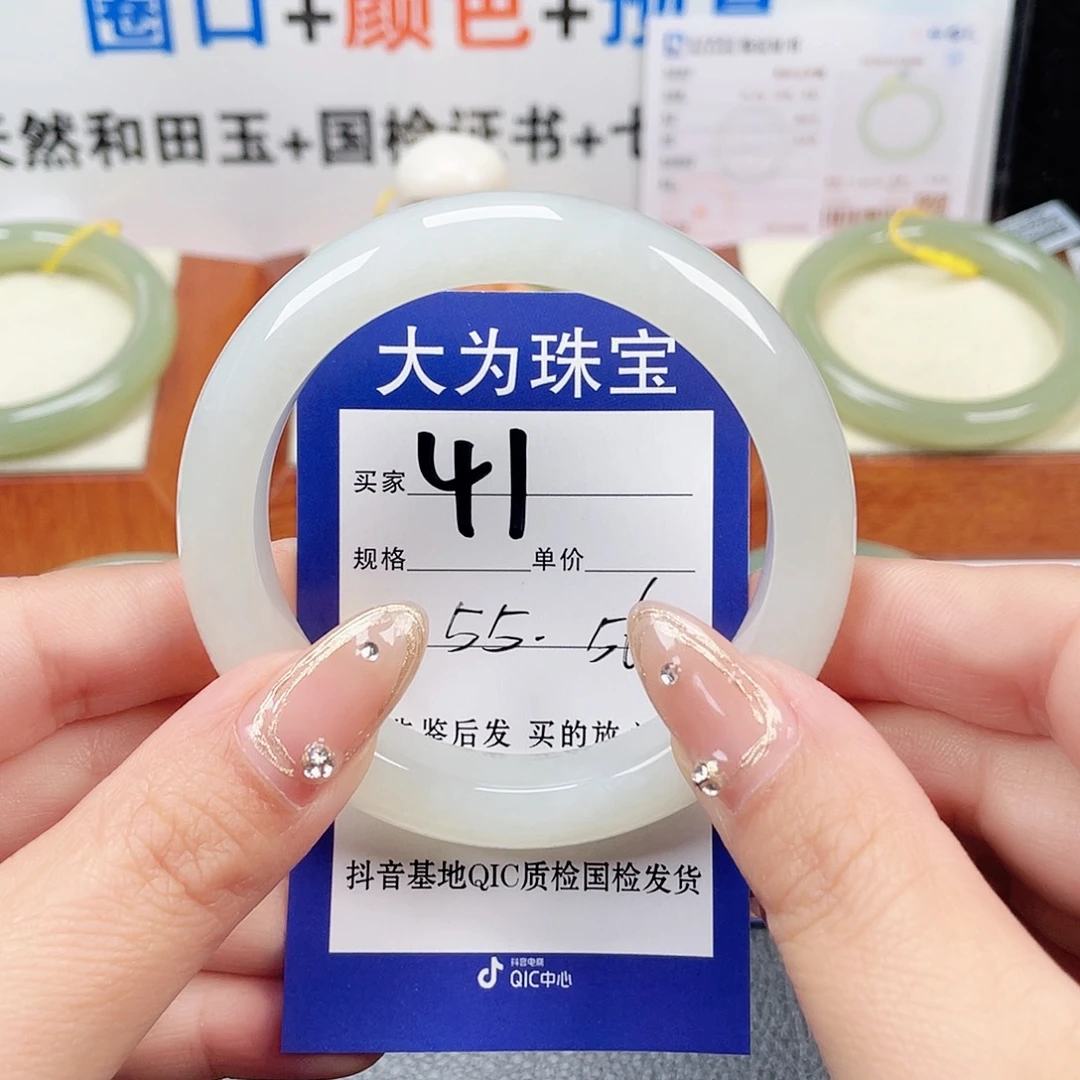 圈口+颜色+预
天然和田玉+国检证书+七
大为珠宝
买家 41
规格 单价
55. 5
鉴后发 买的放
抖音基地QIC质检国检发货
抖音电商
QIC中心